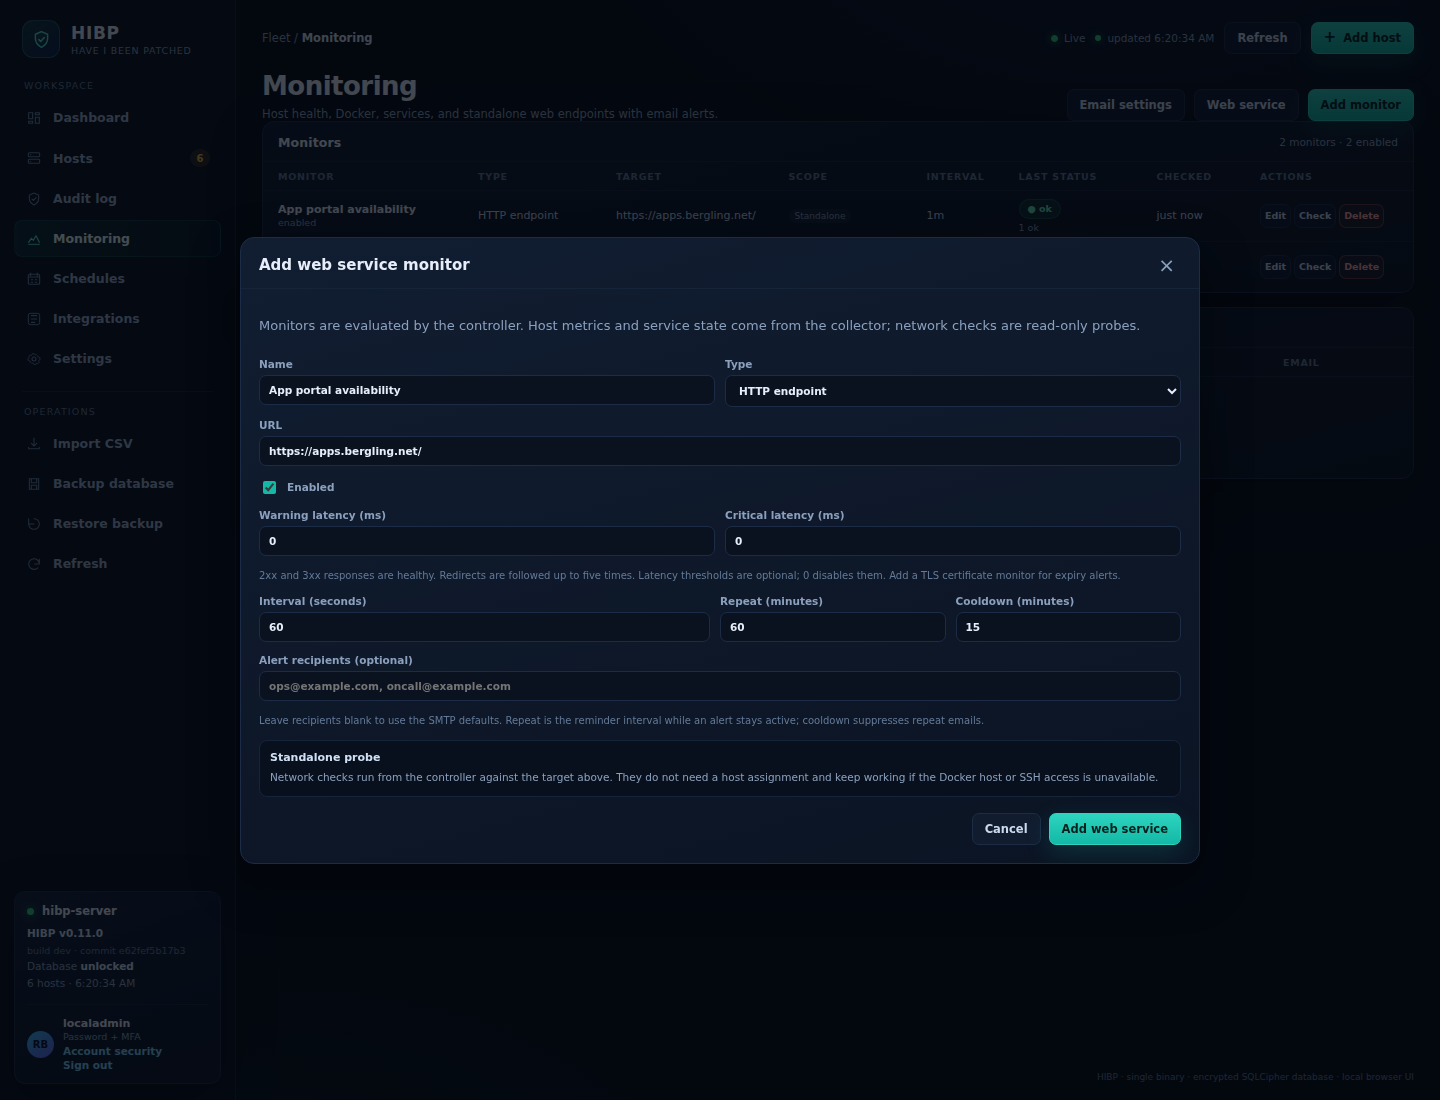 HIBP
HAVE I BEEN PATCHED
WORKSPACE
Dashboard
Hosts 6
Audit log
Monitoring
Schedules
Integrations
Settings
OPERATIONS
Import CSV
Backup database
Restore backup
Refresh
hibp-server
HIBP v0.11.0
build dev · commit e62fef5b17b3
Database unlocked
6 hosts · 6:20:34 AM
RB
localadmin
Password + MFA
Account security
Sign out
Fleet / Monitoring
Live updated 6:20:34 AM Refresh + Add host
Monitoring
Host health, Docker, services, and standalone web endpoints with email alerts.
Email settings Web service Add monitor
Monitors 2 monitors · 2 enabled
MONITOR TYPE TARGET SCOPE INTERVAL LAST STATUS CHECKED ACTIONS
App portal availability HTTP endpoint https://apps.bergling.net/ Standalone 1m ok just now Edit Check Delete
enabled 1 ok
Edit Check Delete
EMAIL
Add web service monitor
Monitors are evaluated by the controller. Host metrics and service state come from the collector; network checks are read-only probes.
Name Type
App portal availability HTTP endpoint
URL
https://apps.bergling.net/
Enabled
Warning latency (ms) Critical latency (ms)
0 0
2xx and 3xx responses are healthy. Redirects are followed up to five times. Latency thresholds are optional; 0 disables them. Add a TLS certificate monitor for expiry alerts.
Interval (seconds) Repeat (minutes) Cooldown (minutes)
60 60 15
Alert recipients (optional)
ops@example.com, oncall@example.com
Leave recipients blank to use the SMTP defaults. Repeat is the reminder interval while an alert stays active; cooldown suppresses repeat emails.
Standalone probe
Network checks run from the controller against the target above. They do not need a host assignment and keep working if the Docker host or SSH access is unavailable.
Cancel Add web service
HIBP · single binary · encrypted SQLCipher database · local browser UI